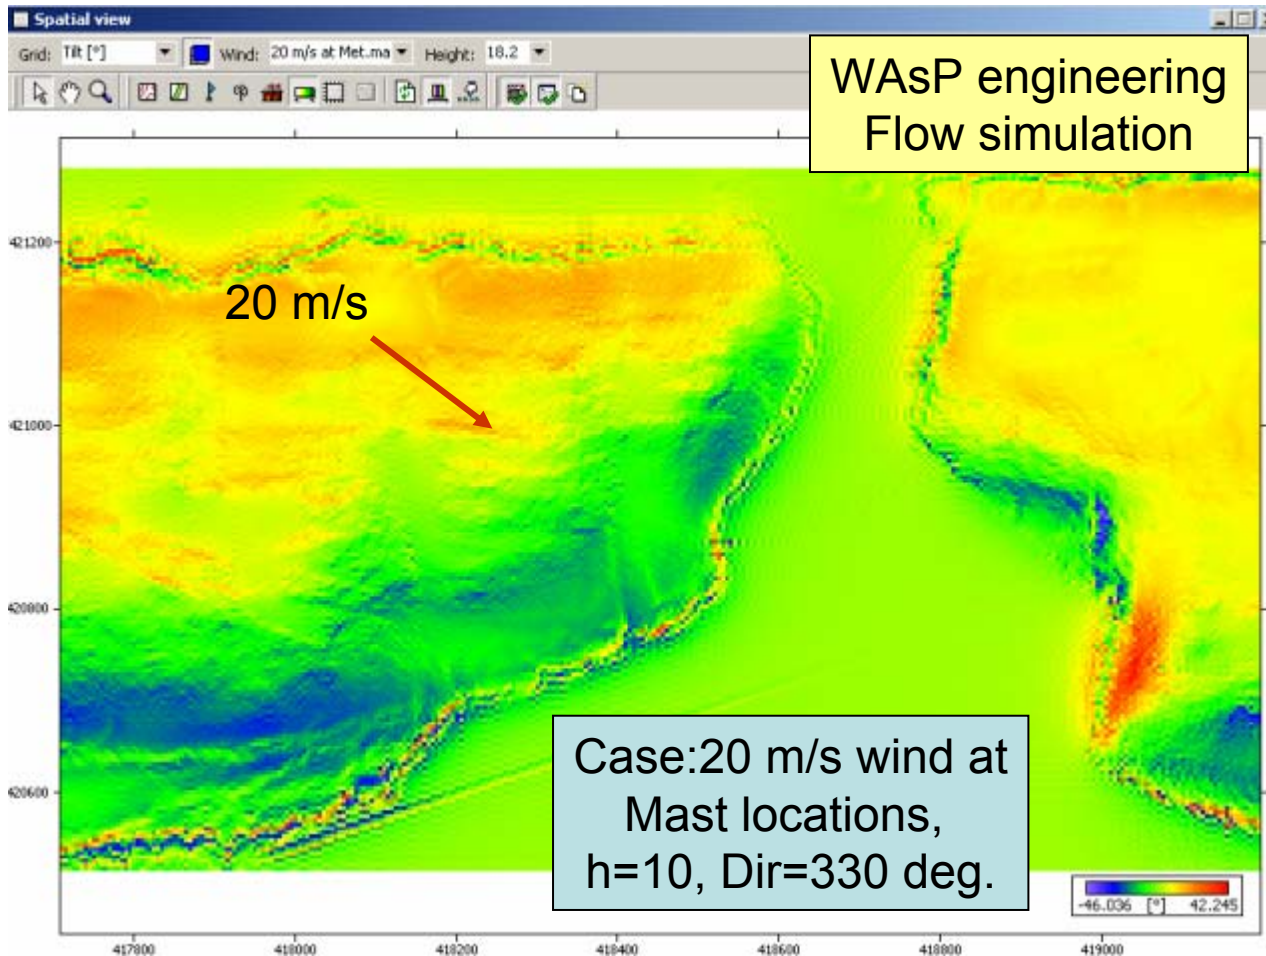 Spatial view
Grid: Tilt [°] Wind: 20 m/s at Met.ma Height: 18.2
WAsP engineering
Flow simulation
421200
20 m/s
421000
420800
420600
Case:20 m/s wind at
Mast locations,
h=10, Dir=330 deg.
-46.036 [°] 42.245
417800 418000 418200 418400 418600 418800 419000